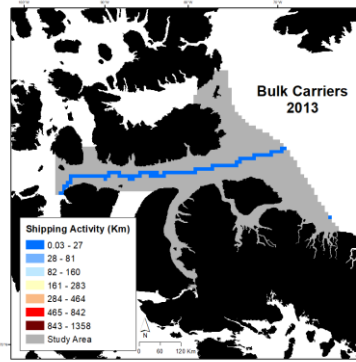 Bulk Carriers
2013
Shipping Activity (Km)
0.03 - 27
28 - 81
82 - 160
161 - 283
284 - 464
465 - 842
843 - 1358
Study Area
N
0 60 120 Km